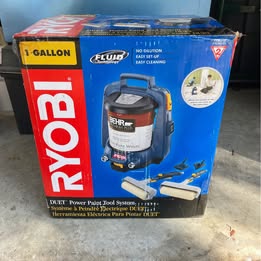 1 GALLON
FLUID
NO DILUTION
EASY SET-UP
EASY CLEANING
RYOBI
BEHR
DUET Power Paint Tool System
Système à Peindre Électrique DUET
Herramienta Eléctrica Para Pintar DUET